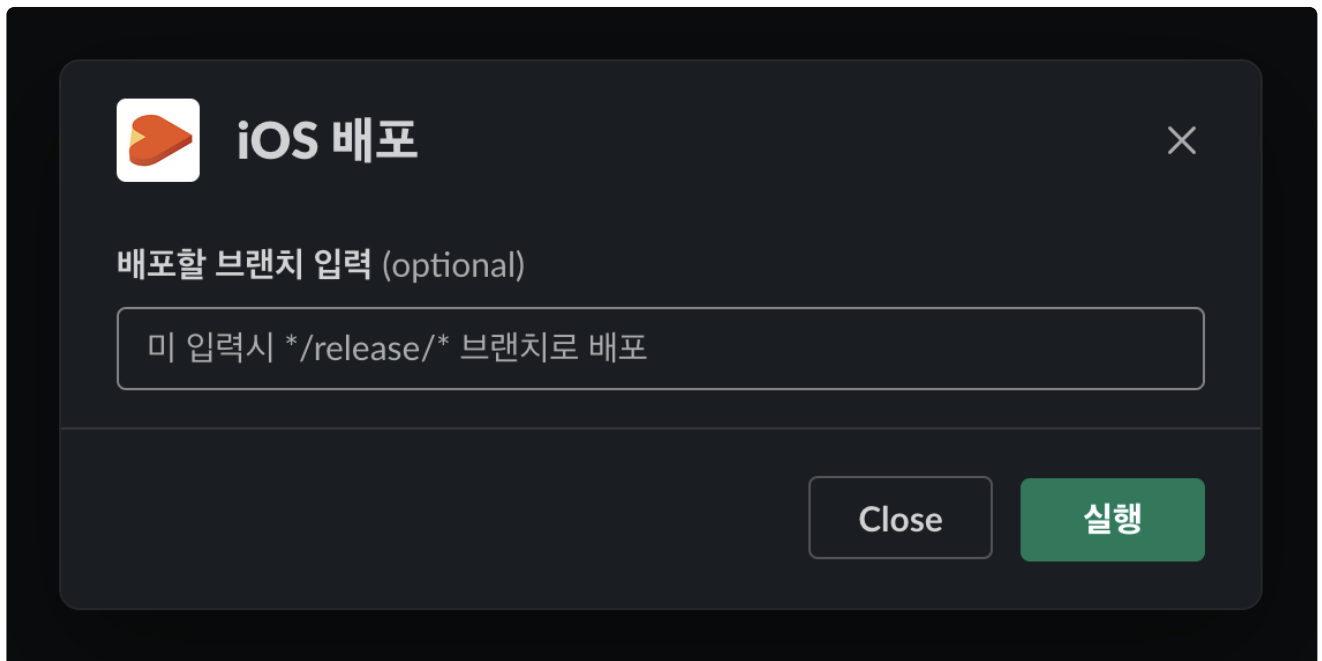 iOS 배포
배포할 브랜치 입력 (optional)
미 입력시 */release/* 브랜치로 배포
Close
실행